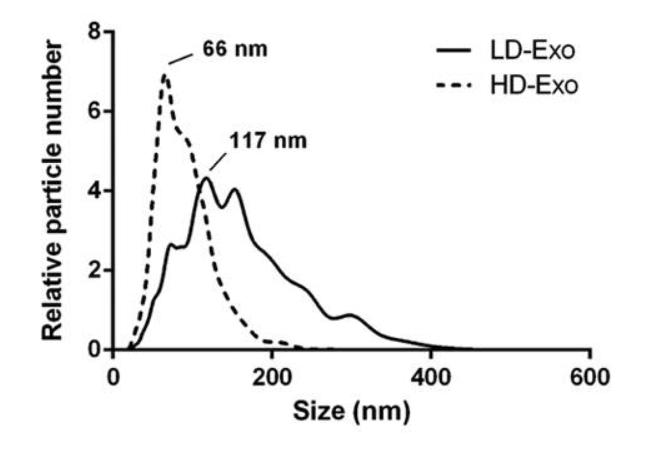 8
66 nm
LD-Exo
HD-Exo
6
117 nm
4
2
0
0
200
400
600
Relative particle number
Size (nm)